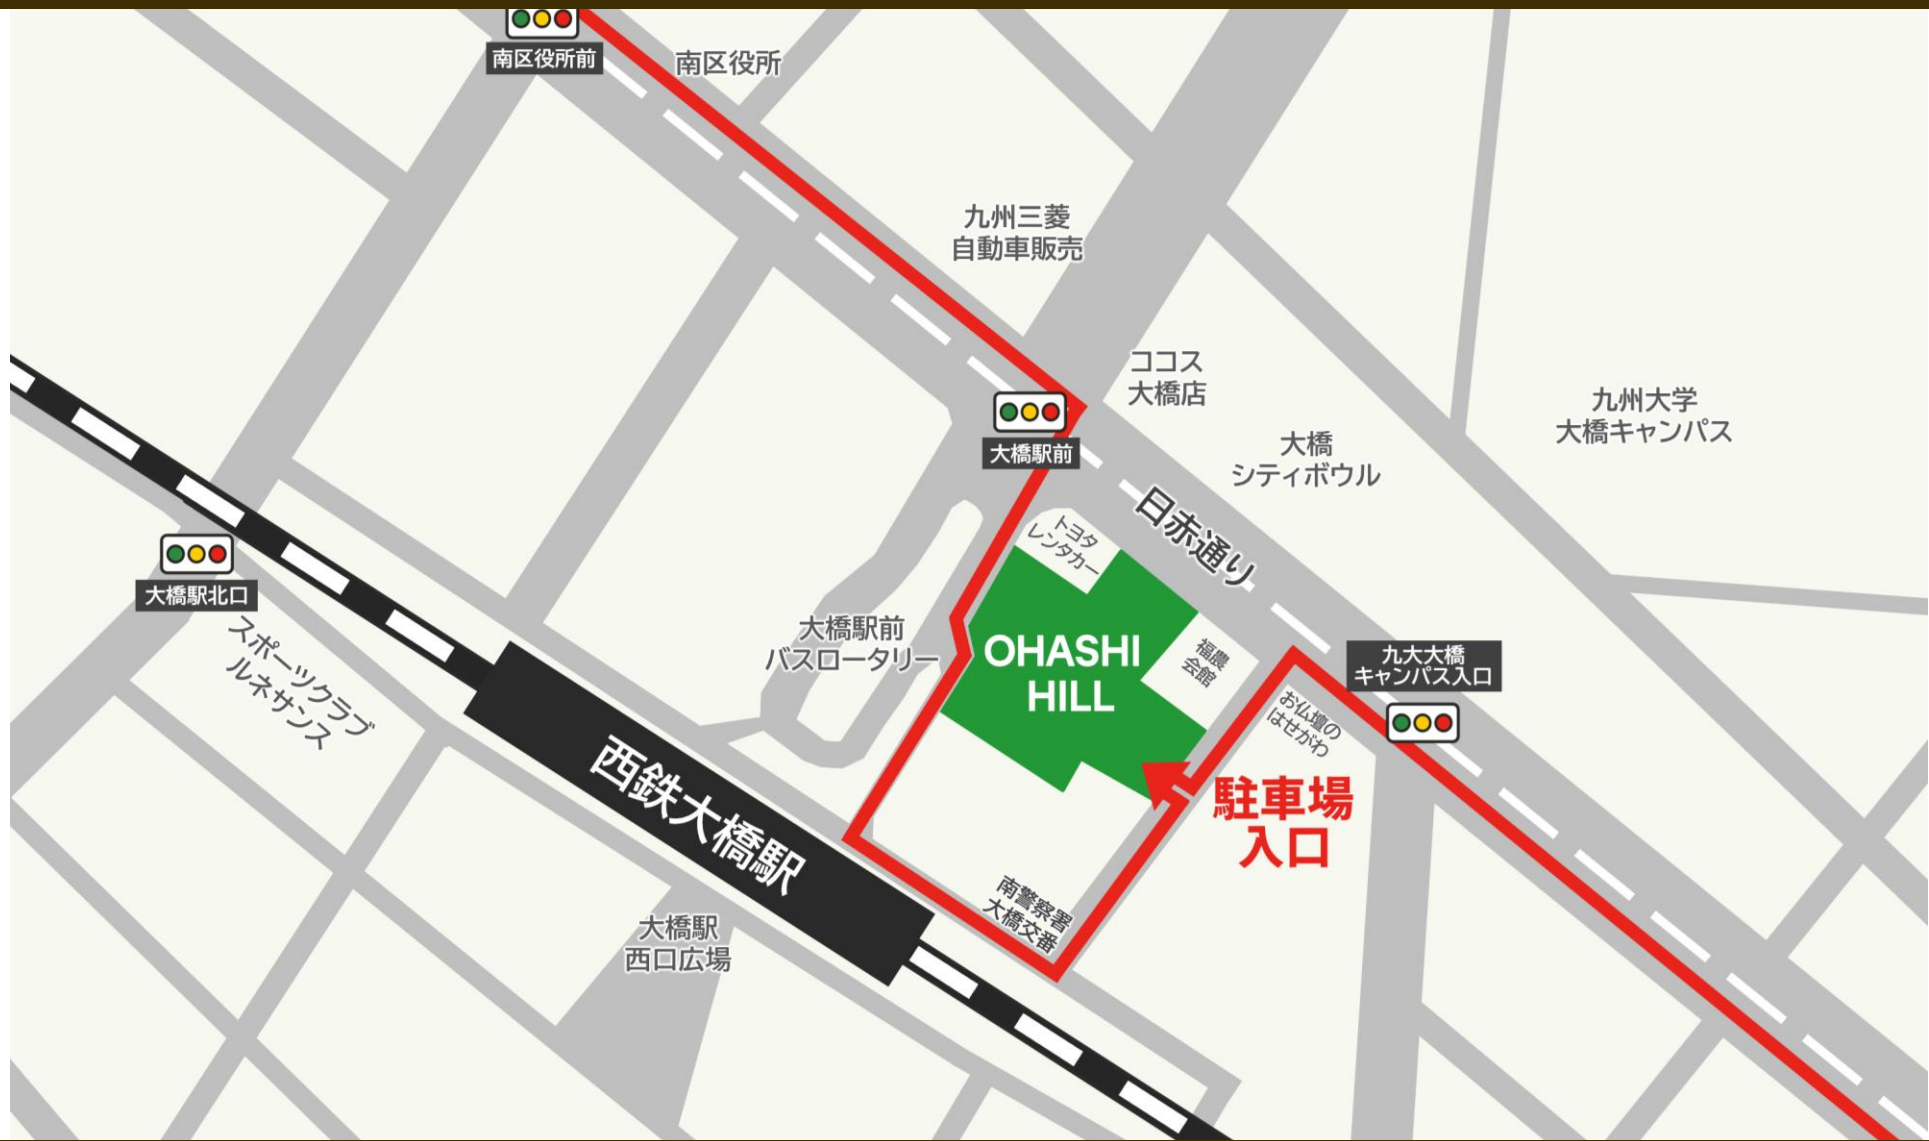 南区役所前
南区役所
九州三菱
自動車販売
ココス
大橋店
九州大学
大橋キャンパス
大橋駅前
大橋
シティボウル
日赤通り
トヨタ
レンタカー
大橋駅北口
スポーツクラブ
ルネサンス
大橋駅前
バスロータリー
OHASHI
HILL
福農
会館
九大大橋
キャンパス入口
お仏壇の
はせがわ
西鉄大橋駅
駐車場
入口
南警察署
大橋交番
大橋駅
西口広場